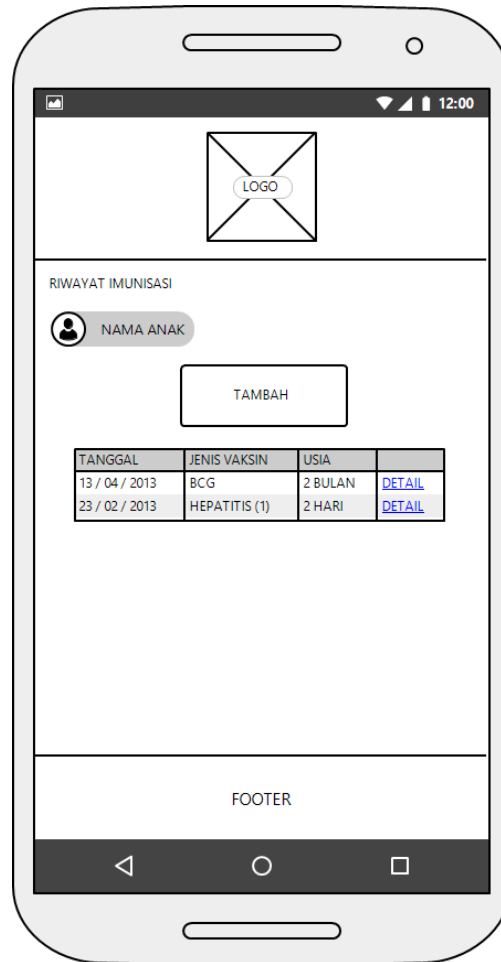 12:00
LOGO
RIWAYAT IMUNISASI
NAMA ANAK
TAMBAH
TANGGAL JENIS VAKSIN USIA
13 / 04 / 2013 BCG 2 BULAN DETAIL
23 / 02 / 2013 HEPATITIS (1) 2 HARI DETAIL
FOOTER